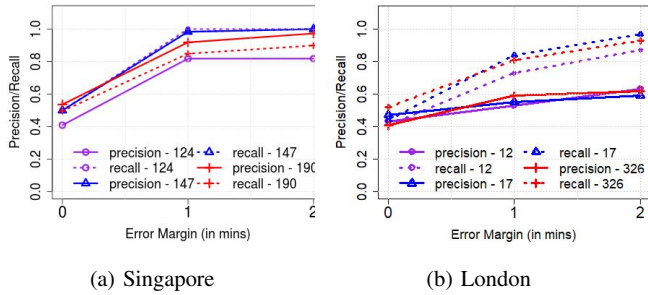 1.0
0.8
0.6
0.4
0.2
0.0
Precision/Recall
precision - 124
recall - 124
precision - 147
recall - 147
precision - 190
recall - 190
0 1 2
Error Margin (in mins)
(a) Singapore
1.0
0.8
0.6
0.4
0.2
0.0
Precision/Recall
precision - 12
recall - 12
precision - 17
recall - 17
precision - 326
recall - 326
0 1 2
Error Margin (in mins)
(b) London